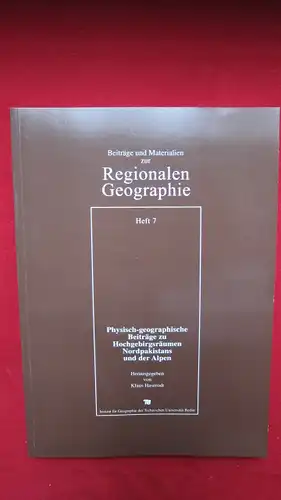 Beiträge und Materialien
zur
Regionalen
Geographie
Heft 7
Physisch-geographische
Beiträge zu
Hochgebirgsräumen
Nordpakistans
und der Alpen
Herausgegeben
von
Klaus
Institut für Geographie der Technischen Universität Berlin